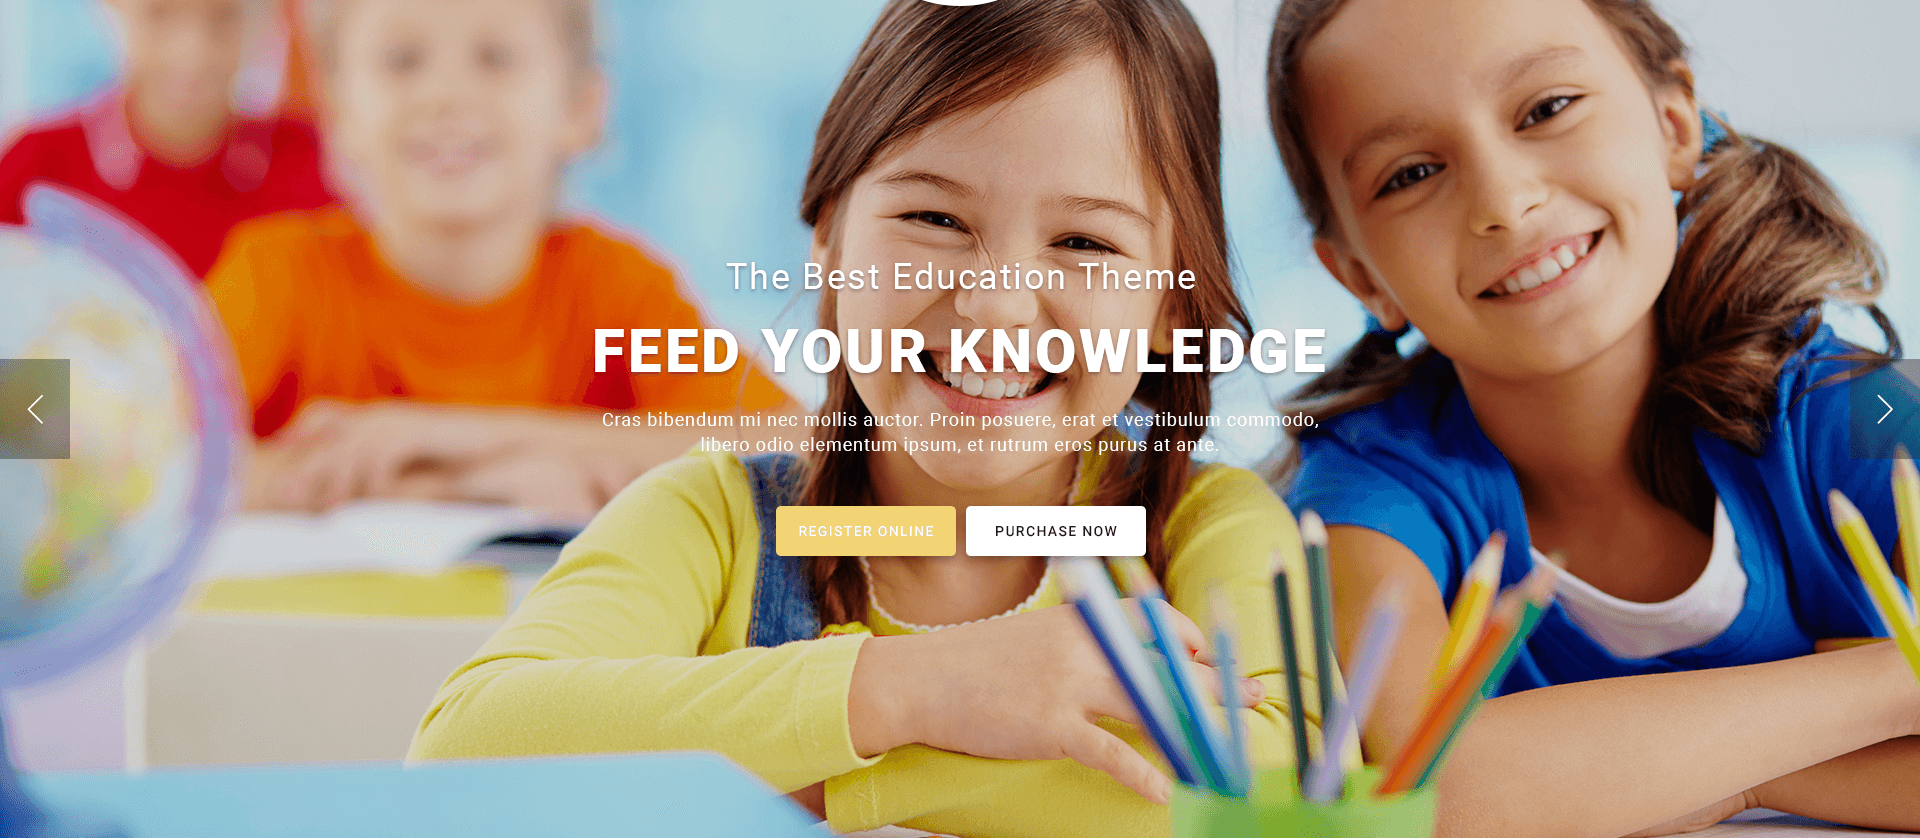 The Best Education Theme
FEED YOUR KNOWLEDGE
Cras bibendum mi nec mollis auctor. Proin posuere, erat et vestibulum commodo,
libero odio elementum ipsum, et rutrum eros purus at ante.
REGISTER ONLINE
PURCHASE NOW